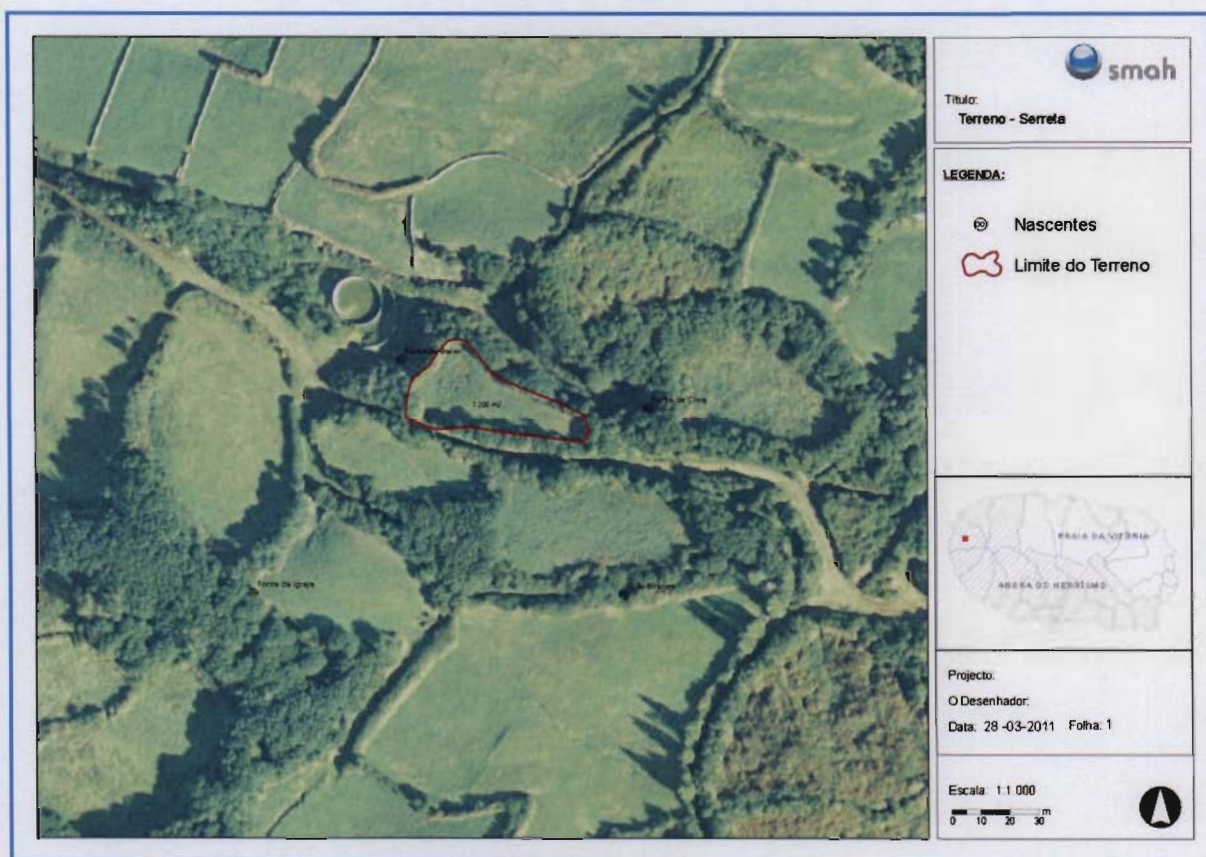 smah
Título:
Terreno - Serreta
LEGENDA:
Nascentes
Limite do Terreno
PRAIA DA VITÓRIA
ANGRA DO HEROÍSMO
Projecto:
O Desenhador:
Data: 28 -03-2011 Folha: 1
Escala: 1:1 000
0 10 20 30 m
Fonte da Igreja